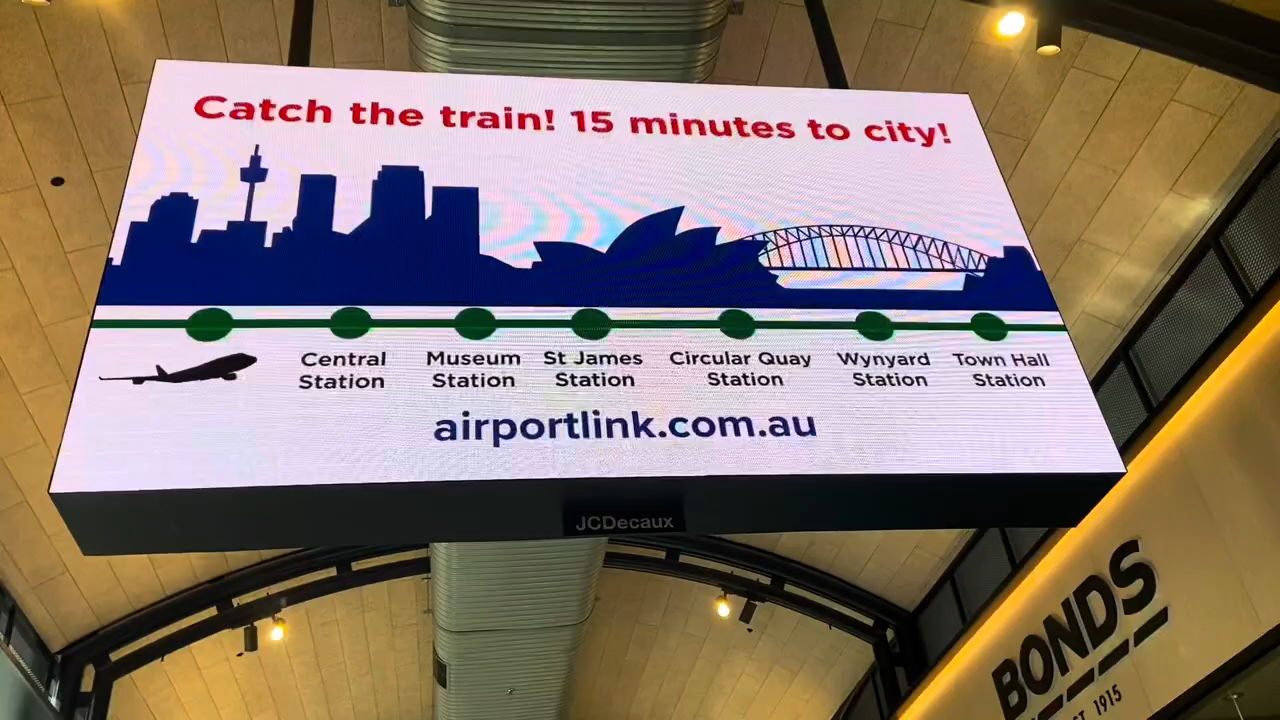 Catch the train! 15 minutes to city!
Central Station
Museum Station
St James Station
Circular Quay Station
Wynyard Station
Town Hall Station
airportlink.com.au
JCDecaux
BONDS
ST 1915